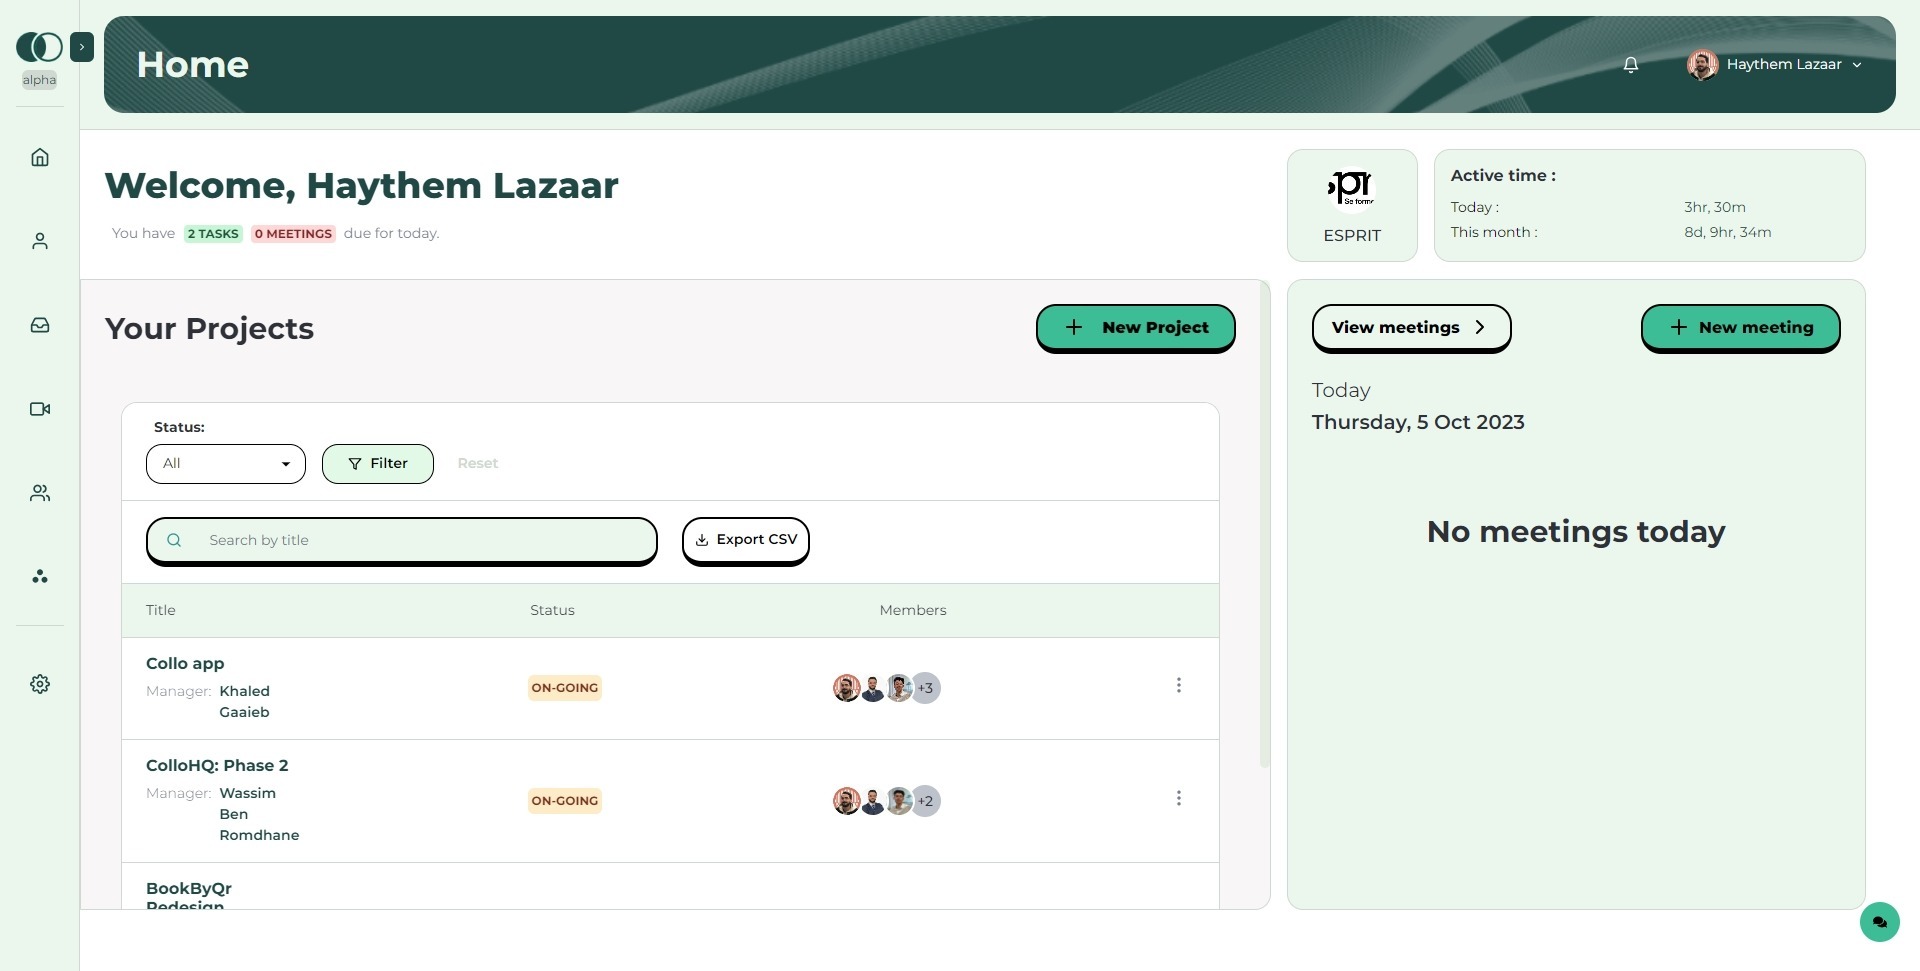 alpha
Home
Haythem Lazaar
Welcome, Haythem Lazaar
You have 2 TASKS 0 MEETINGS due for today.
Se forme
ESPRIT
Active time :
Today : 3hr, 30m
This month : 8d, 9hr, 34m
Your Projects
New Project
Status:
All
Filter
Reset
Search by title
Export CSV
Title Status Members
Collo app
Manager: Khaled
Gaaieb
ON-GOING
+3
ColloHQ: Phase 2
Manager: Wassim
Ben
Romdhane
ON-GOING
+2
BookByQr
Redesign
View meetings
New meeting
Today
Thursday, 5 Oct 2023
No meetings today